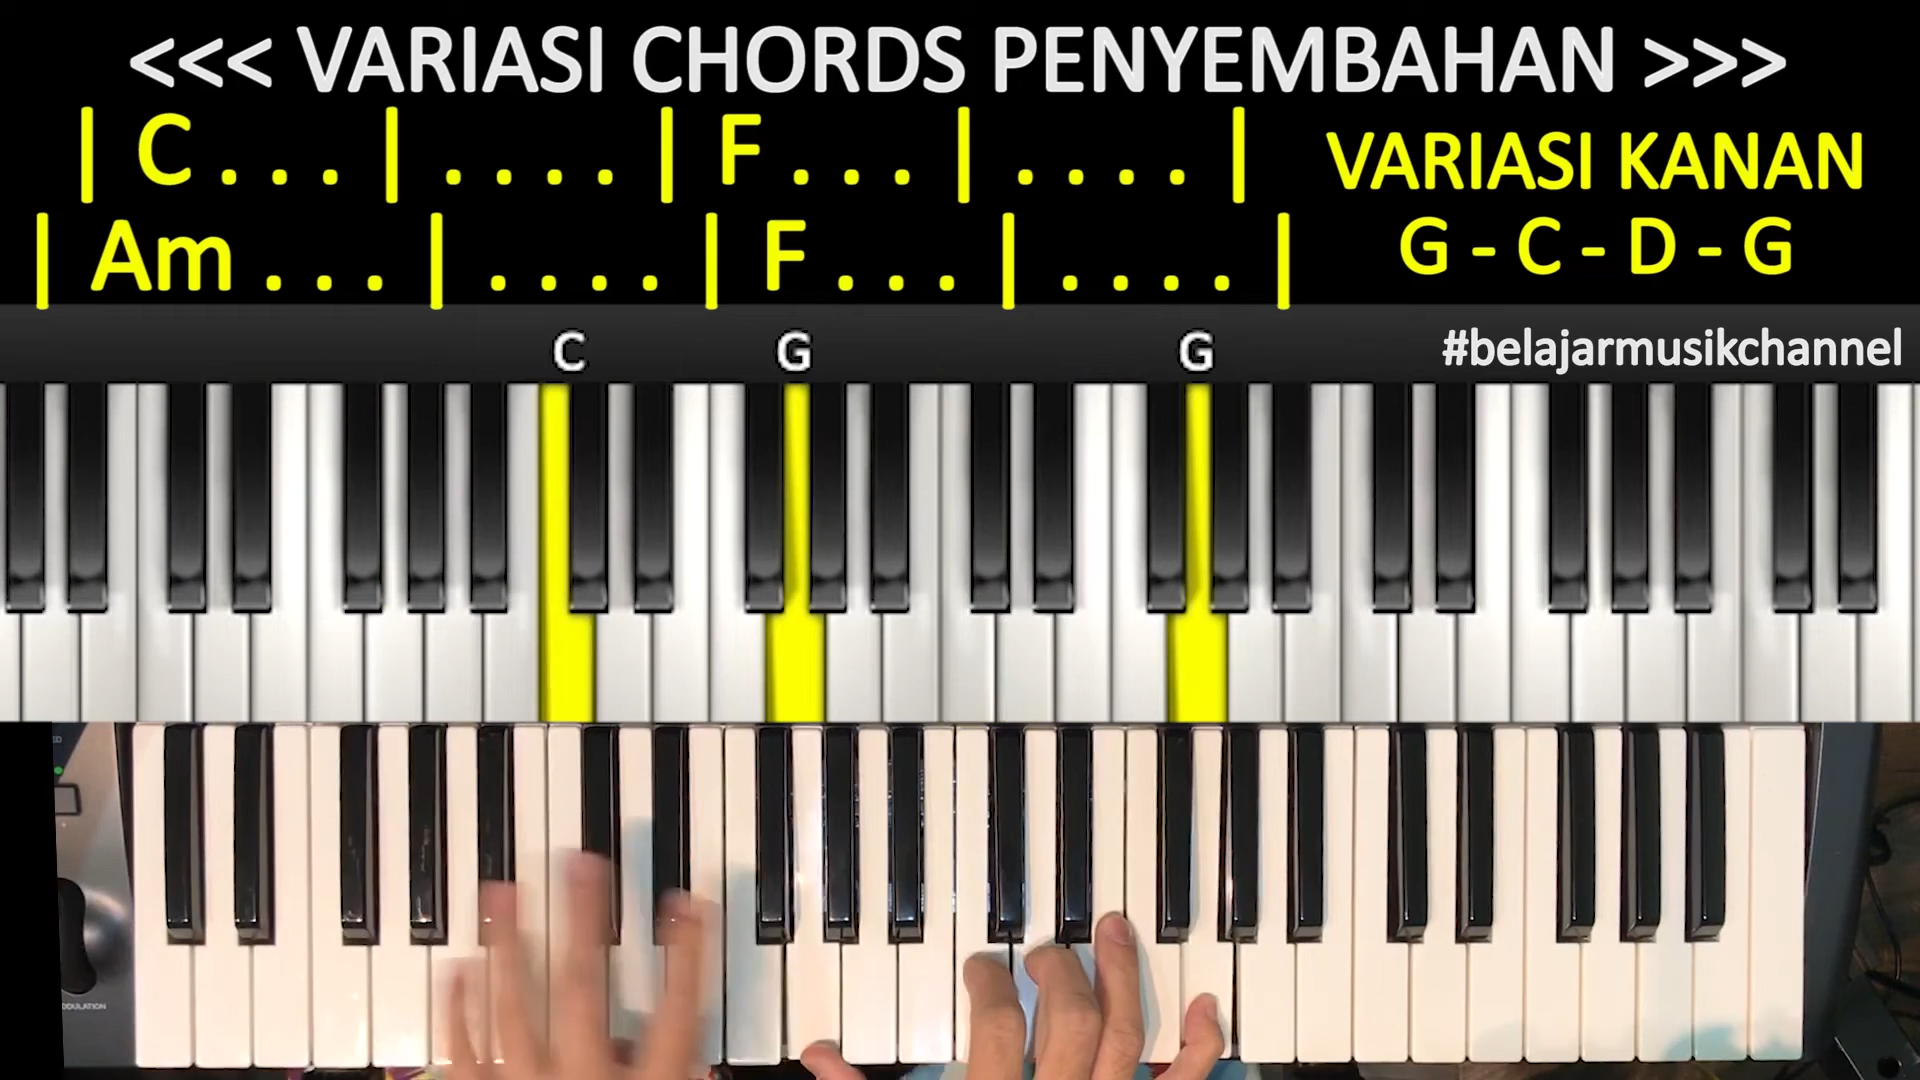 <<< VARIASI CHORDS PENYEMBAHAN >>>
| C . . . | . . . . | F . . . | . . . . |
VARIASI KANAN
| Am . . . | . . . . | F . . . | . . . . |
G - C - D - G
C G G
#belajarmusikchannel